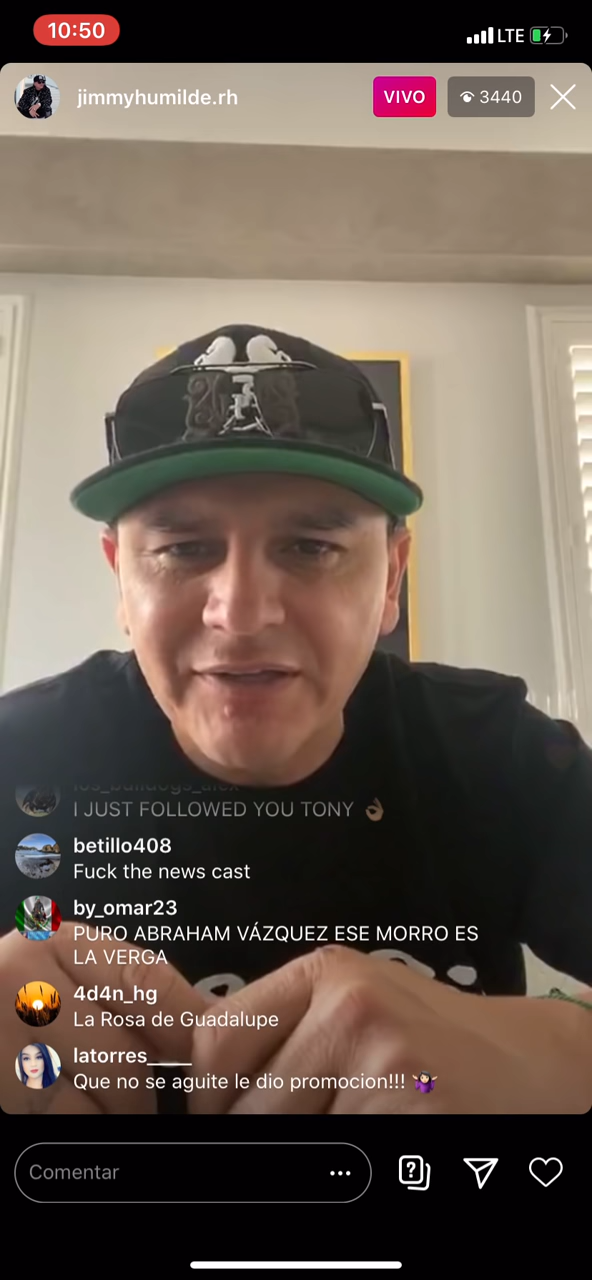 10:50
LTE
jimmyhumilde.rh
VIVO
3440
los_bulldogs_alex
I JUST FOLLOWED YOU TONY 👌🏽
betillo408
Fuck the news cast
by_omar23
PURO ABRAHAM VÁZQUEZ ESE MORRO ES
LA VERGA
4d4n_hg
La Rosa de Guadalupe
latorres____
Que no se aguite le dio promocion!!! 🤷🏻‍♀️
Comentar